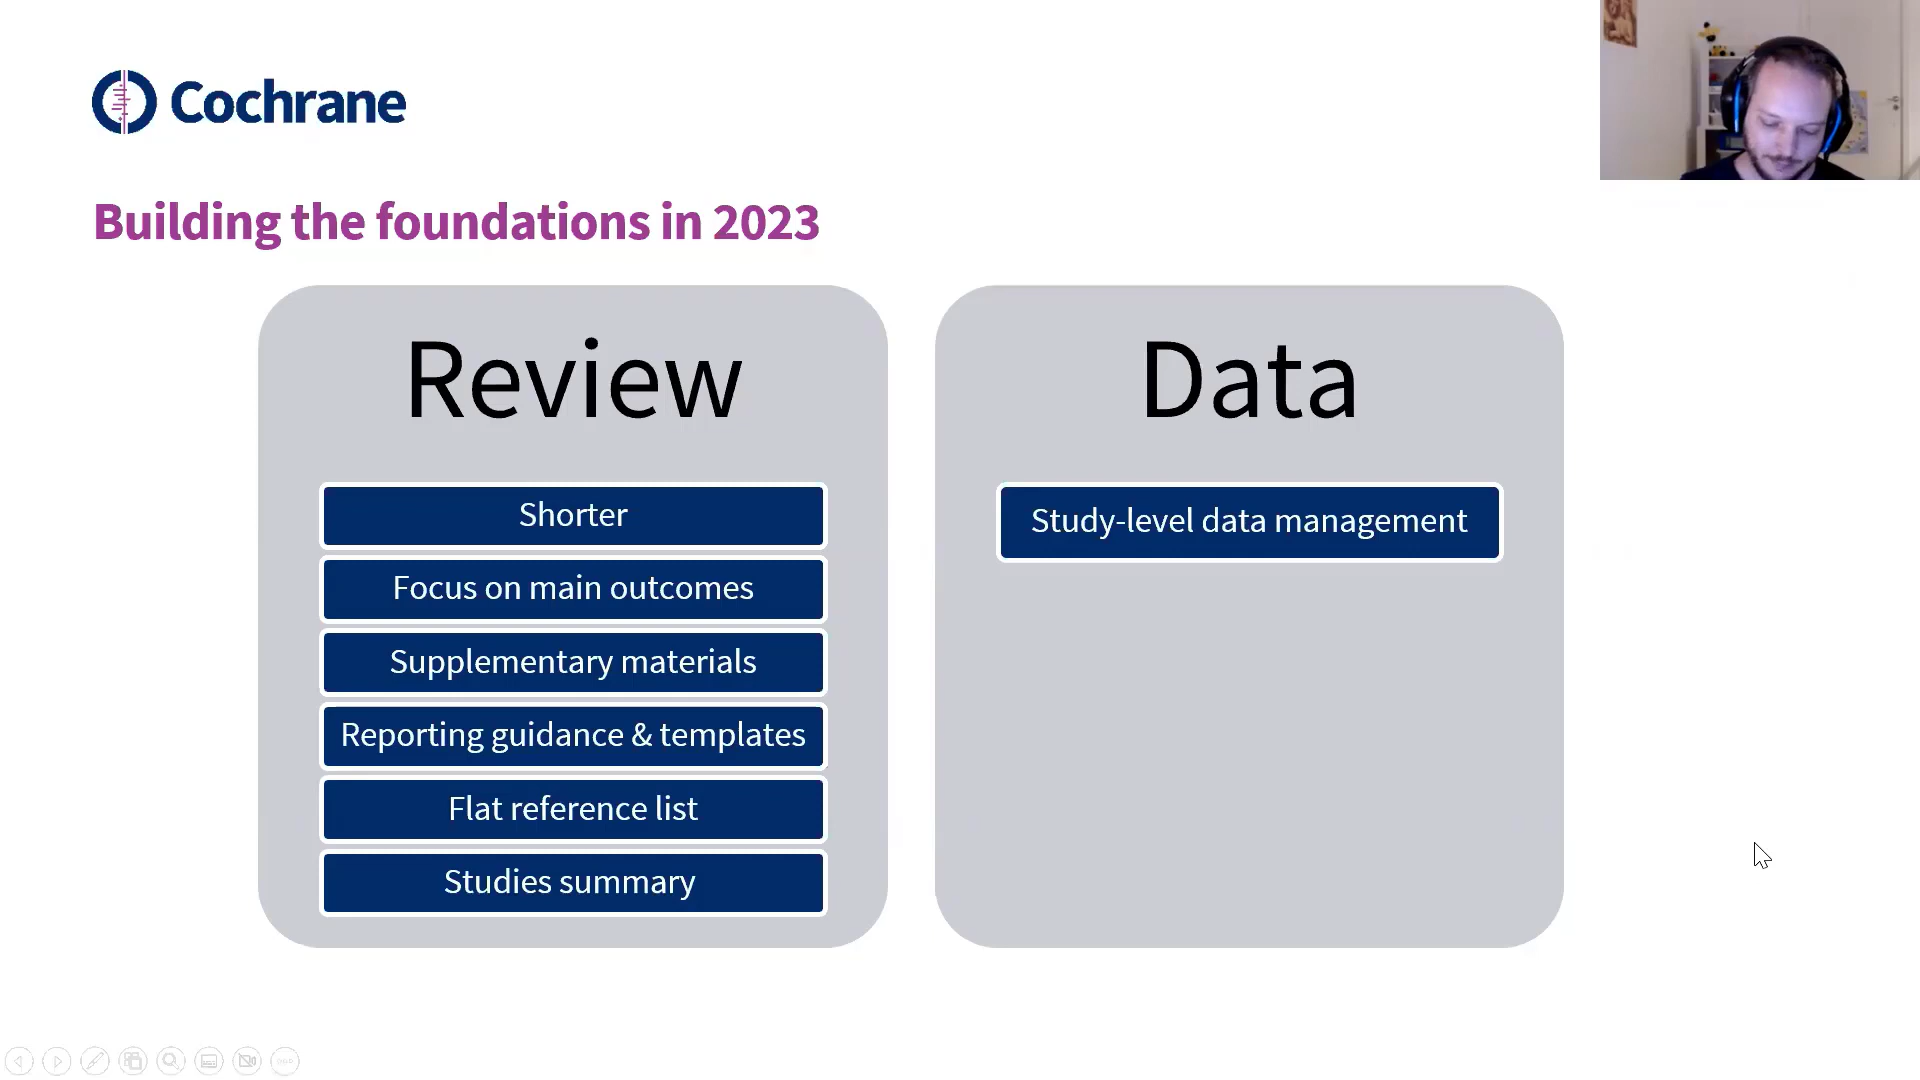 Cochrane
Building the foundations in 2023
Review
Shorter
Focus on main outcomes
Supplementary materials
Reporting guidance & templates
Flat reference list
Studies summary
Data
Study-level data management